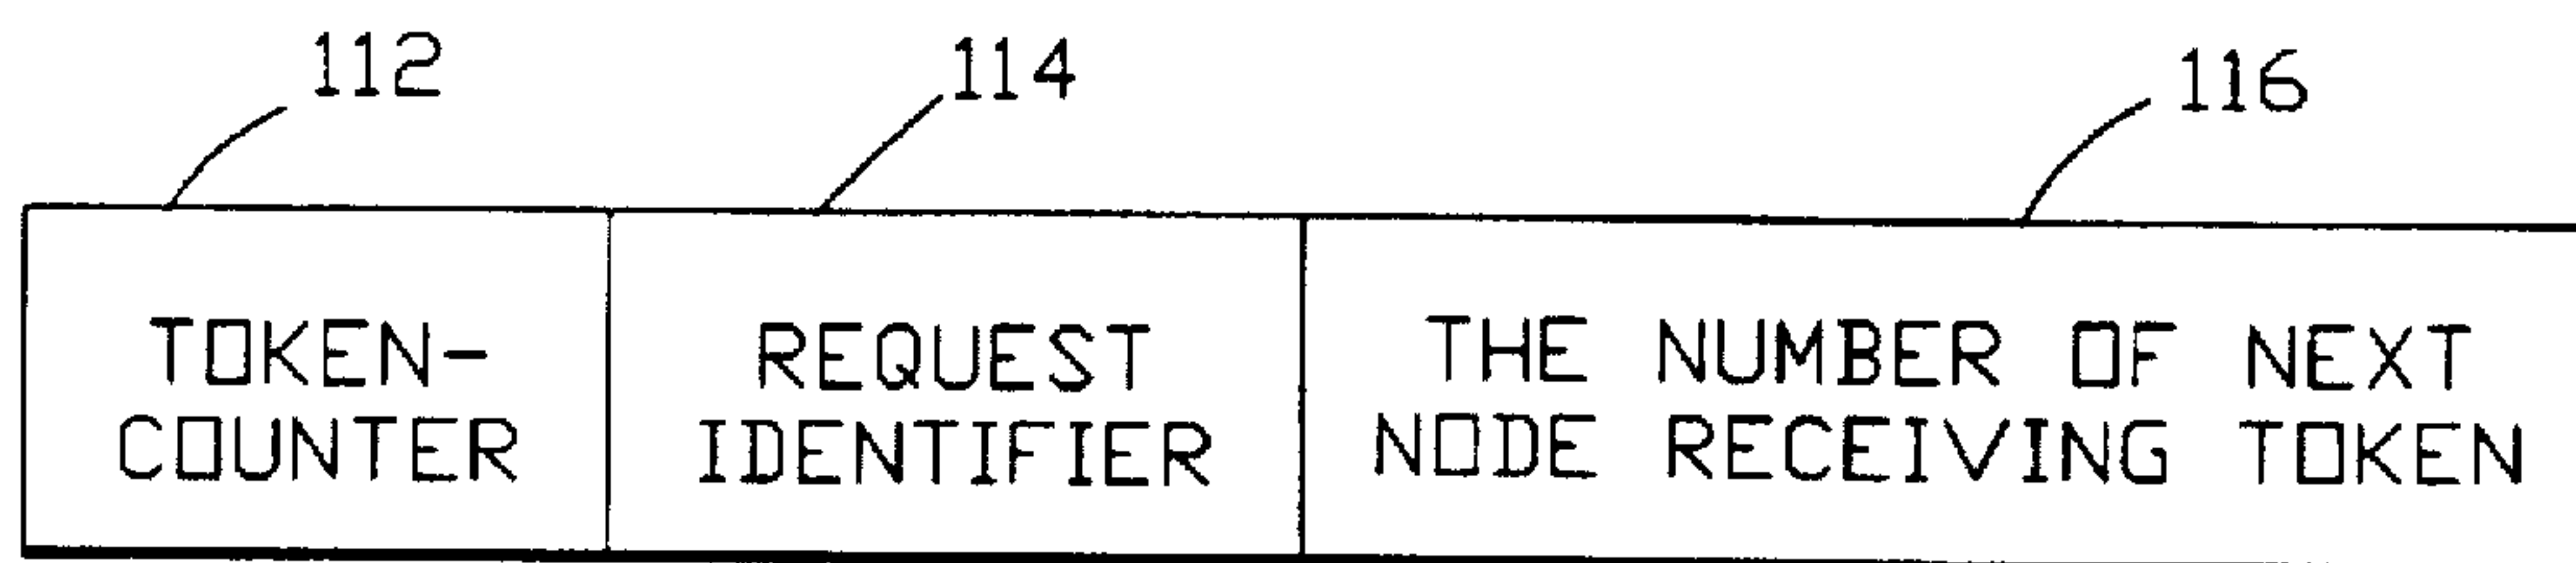 112
114
116
TOKEN-
COUNTER
REQUEST
IDENTIFIER
THE NUMBER OF NEXT
NODE RECEIVING TOKEN